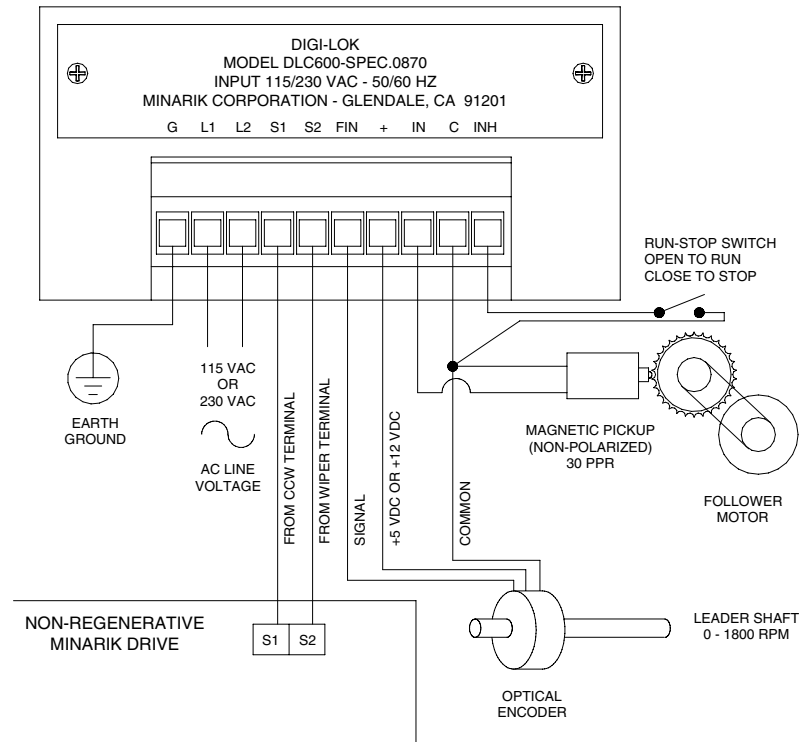 DIGI-LOK
MODEL DLC600-SPEC.0870
INPUT 115/230 VAC - 50/60 HZ
MINARIK CORPORATION - GLENDALE, CA 91201
G L1 L2 S1 S2 FIN + IN C INH
RUN-STOP SWITCH
OPEN TO RUN
CLOSE TO STOP
EARTH
GROUND
115 VAC
OR
230 VAC
AC LINE
VOLTAGE
FROM CCW TERMINAL
FROM WIPER TERMINAL
SIGNAL
+5 VDC OR +12 VDC
COMMON
MAGNETIC PICKUP
(NON-POLARIZED)
30 PPR
FOLLOWER
MOTOR
NON-REGENERATIVE
MINARIK DRIVE
S1 S2
LEADER SHAFT
0 - 1800 RPM
OPTICAL
ENCODER